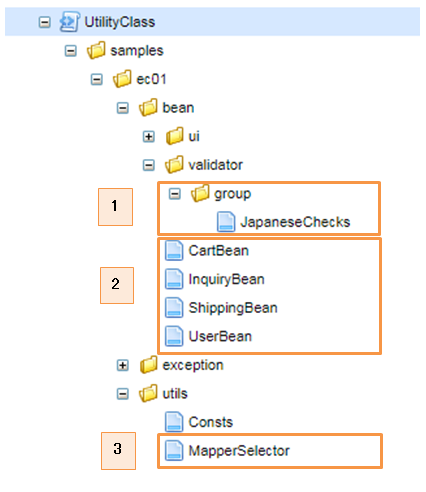 UtilityClass
samples
ec01
bean
ui
validator
1
group
JapaneseChecks
2
CartBean
InquiryBean
ShippingBean
UserBean
exception
utils
Consts
3
MapperSelector